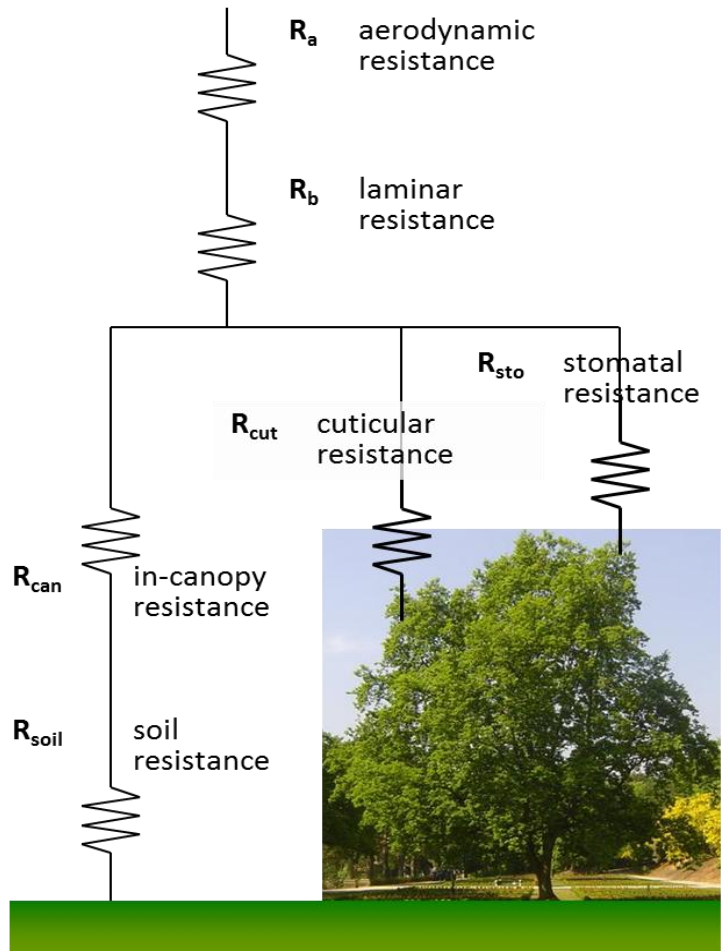 Ra aerodynamic
resistance
Rb laminar
resistance
Rsto stomatal
resistance
Rcut cuticular
resistance
Rcan in-canopy
resistance
Rsoil soil
resistance